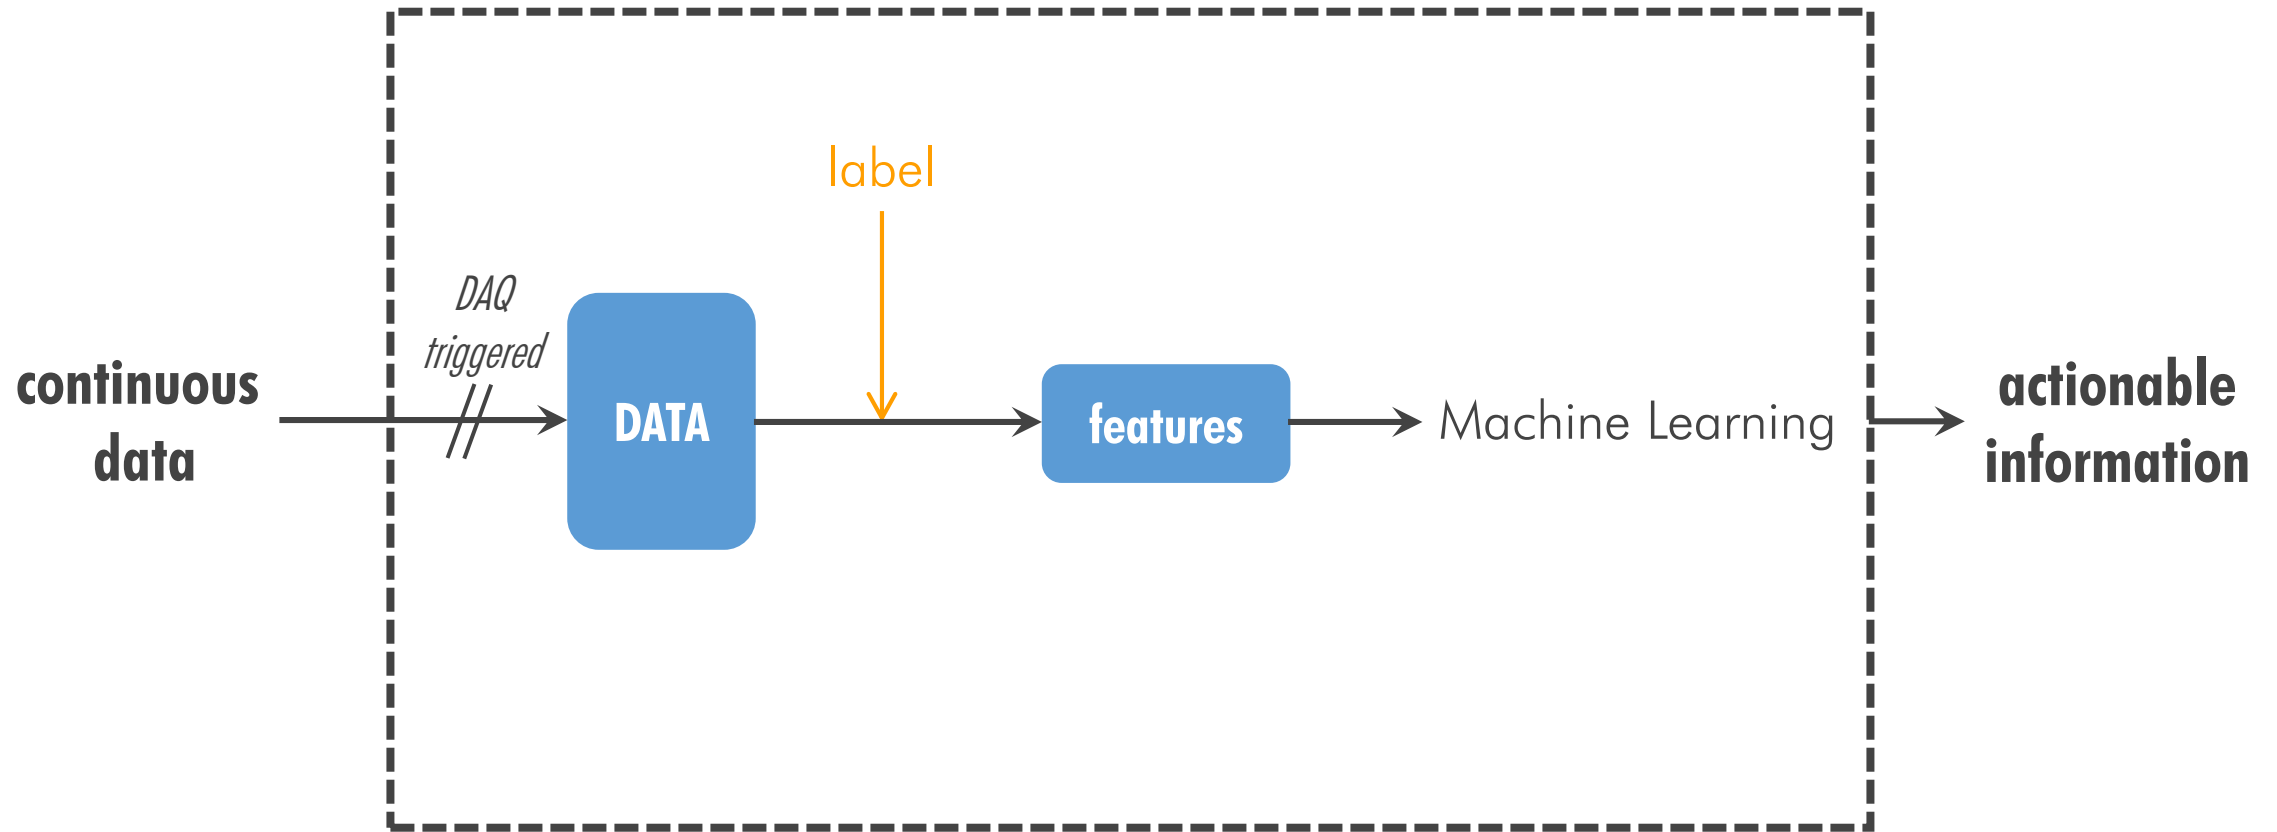 label
DAQ
triggered
continuous
data
DATA
features
Machine Learning
actionable
information